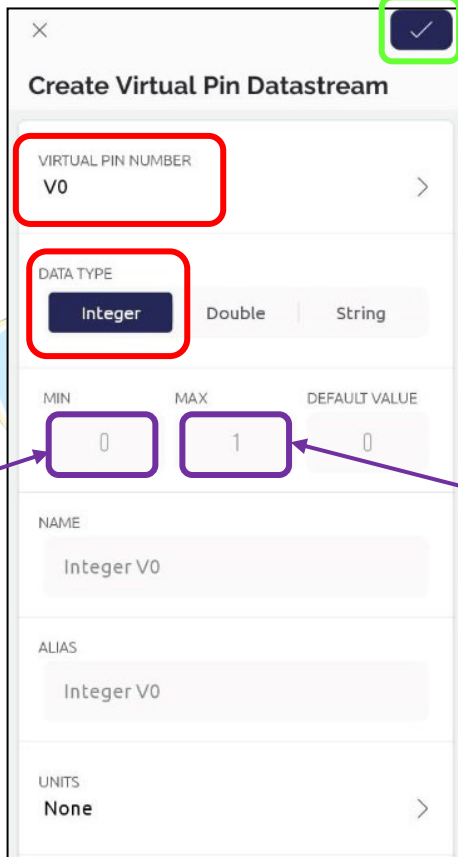 Create Virtual Pin Datastream
VIRTUAL PIN NUMBER
V0
DATA TYPE
Integer Double String
MIN MAX DEFAULT VALUE
0 1 0
NAME
Integer V0
ALIAS
Integer V0
UNITS
None